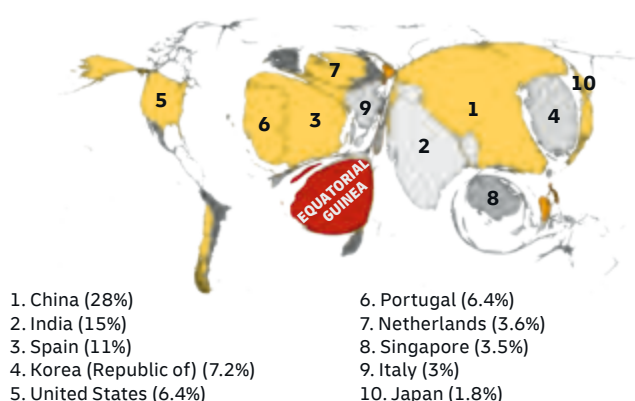 10
7
5
1
9
4
6
3
2
EQUATORIAL
GUINEA
8
1. China (28%)
2. India (15%)
3. Spain (11%)
4. Korea (Republic of) (7.2%)
5. United States (6.4%)
6. Portugal (6.4%)
7. Netherlands (3.6%)
8. Singapore (3.5%)
9. Italy (3%)
10. Japan (1.8%)